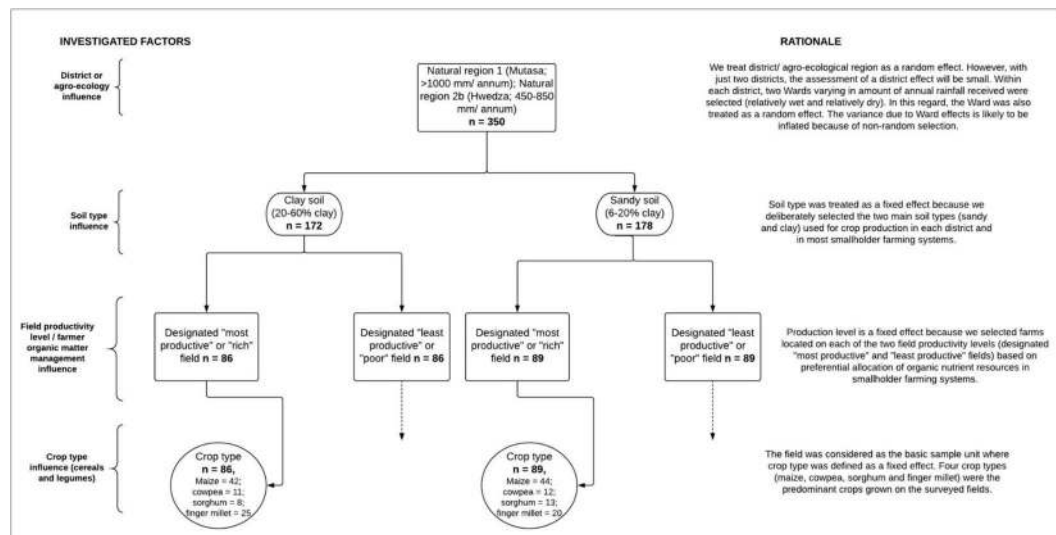 INVESTIGATED FACTORS
RATIONALE
District or
agro-ecology
influence
Natural region 1 (Mutasa;
>1000 mm/ annum); Natural
region 2b (Hwedza; 450-850
mm/ annum)
n = 350
We treat district/ agro-ecological region as a random effect. However, with
just two districts, the assessment of a district effect will be small. Within
each district, two Wards varying in amount of annual rainfall received were
selected (relatively wet and relatively dry). In this regard, the Ward was also
treated as a random effect. The variance due to Ward effects is likely to be
inflated because of non-random selection.
Soil type
influence
Clay soil
(20-60% clay)
n = 172
Sandy soil
(6-20% clay)
n = 178
Soil type was treated as a fixed effect because we
deliberately selected the two main soil types (sandy
and clay) used for crop production in each district and
in most smallholder farming systems.
Field productivity
level / farmer
organic matter
management
influence
Designated "most
productive" or "rich"
field n = 86
Designated "least
productive" or
"poor" field n = 86
Designated "most
productive" or "rich"
field n = 89
Designated "least
productive" or
"poor" field n = 89
Production level is a fixed effect because we selected farms
located on each of the two field productivity levels (designated
"most productive" and "least productive" fields) based on
preferential allocation of organic nutrient resources in
smallholder farming systems.
Crop type
influence (cereals
and legumes)
Crop type
n = 86,
Maize = 42;
cowpea = 11;
sorghum = 8;
finger millet = 25
Crop type
n = 89,
Maize = 44;
cowpea = 12;
sorghum = 13;
finger millet = 20
The field was considered as the basic sample unit where
crop type was defined as a fixed effect. Four crop types
(maize, cowpea, sorghum and finger millet) were the
predominant crops grown on the surveyed fields.